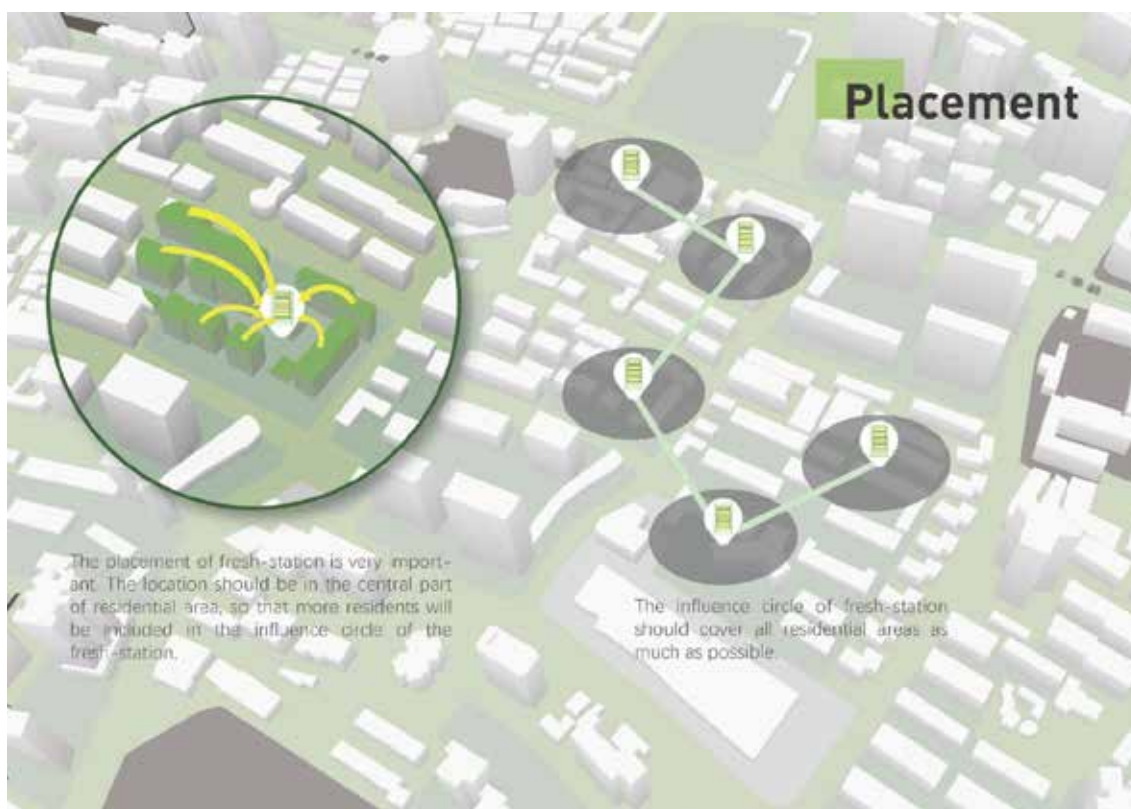 Placement
The placement of fresh-station is very import-
ant. The location should be in the central part
of residential area, so that more residents will
be included in the influence circle of the
fresh-station.
The influence circle of fresh-station
should cover all residential areas as
much as possible.